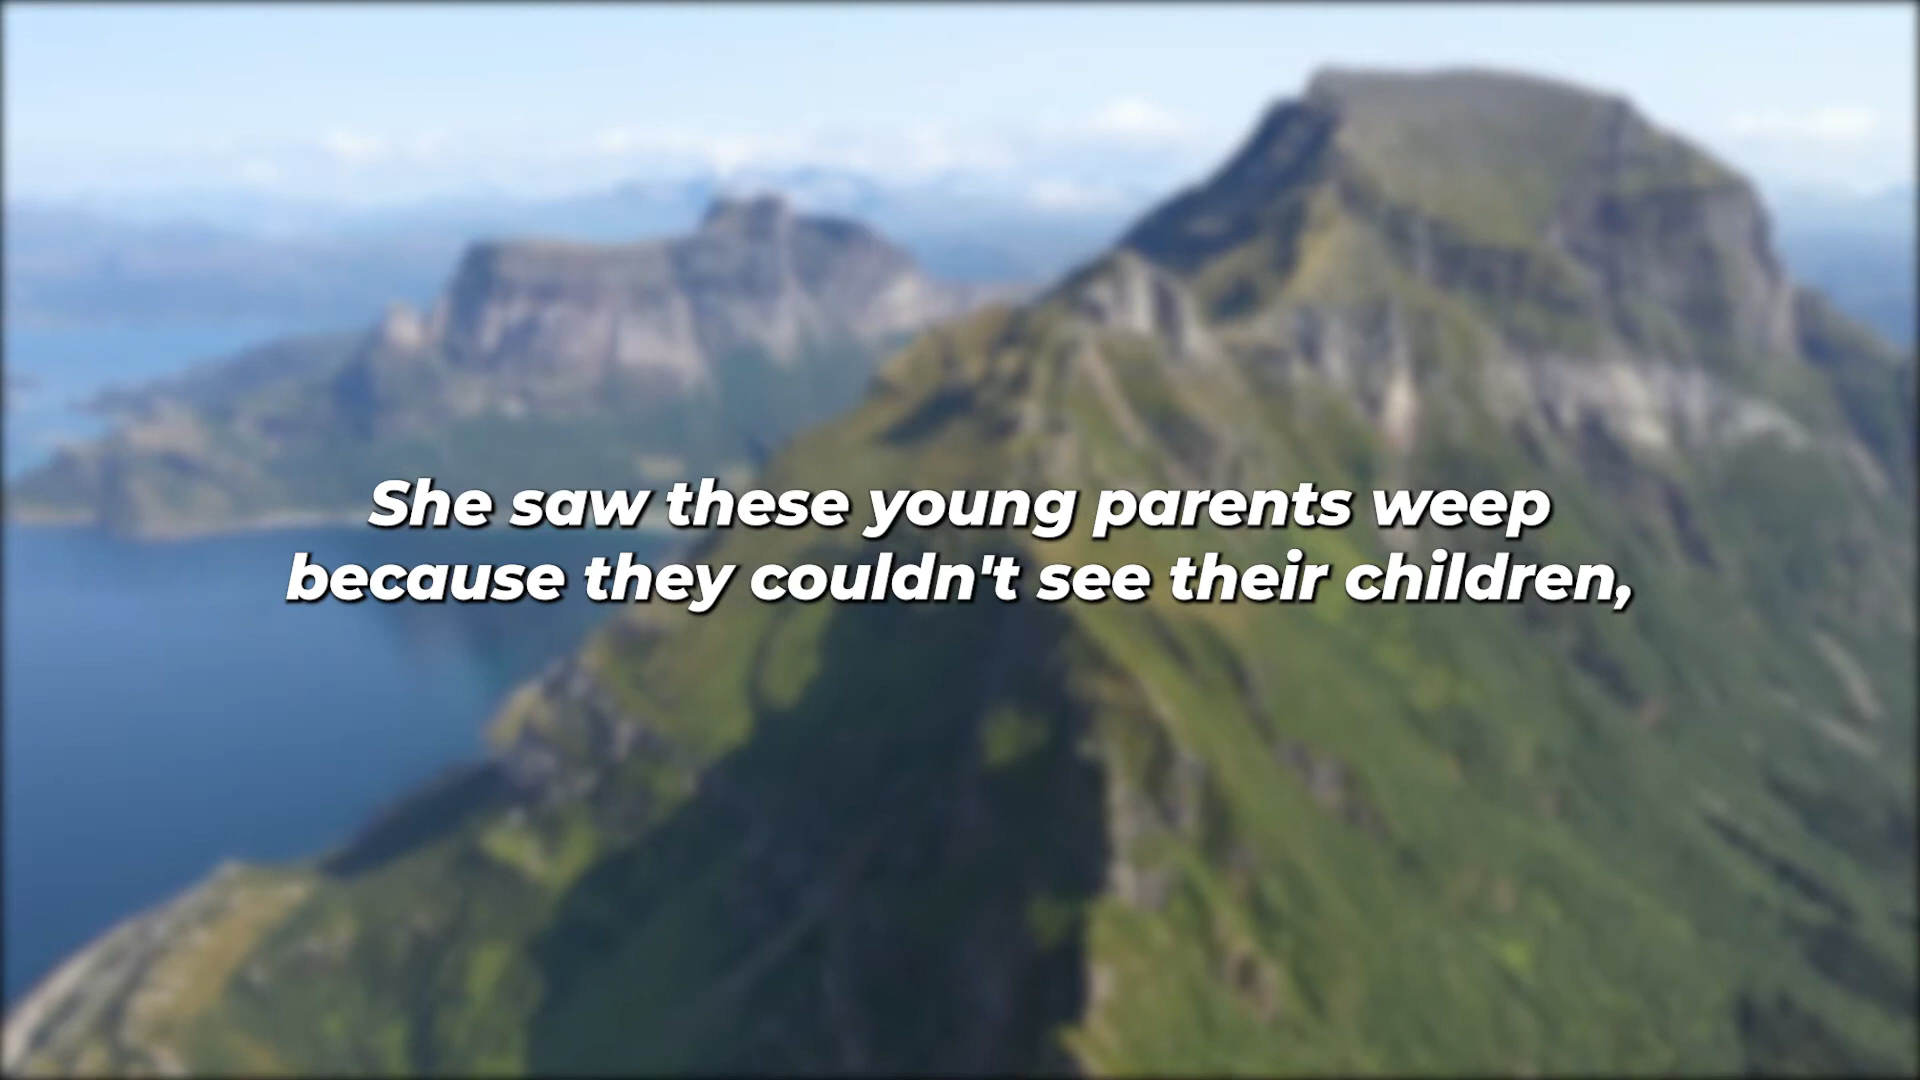 She saw these young parents weep
because they couldn't see their children,